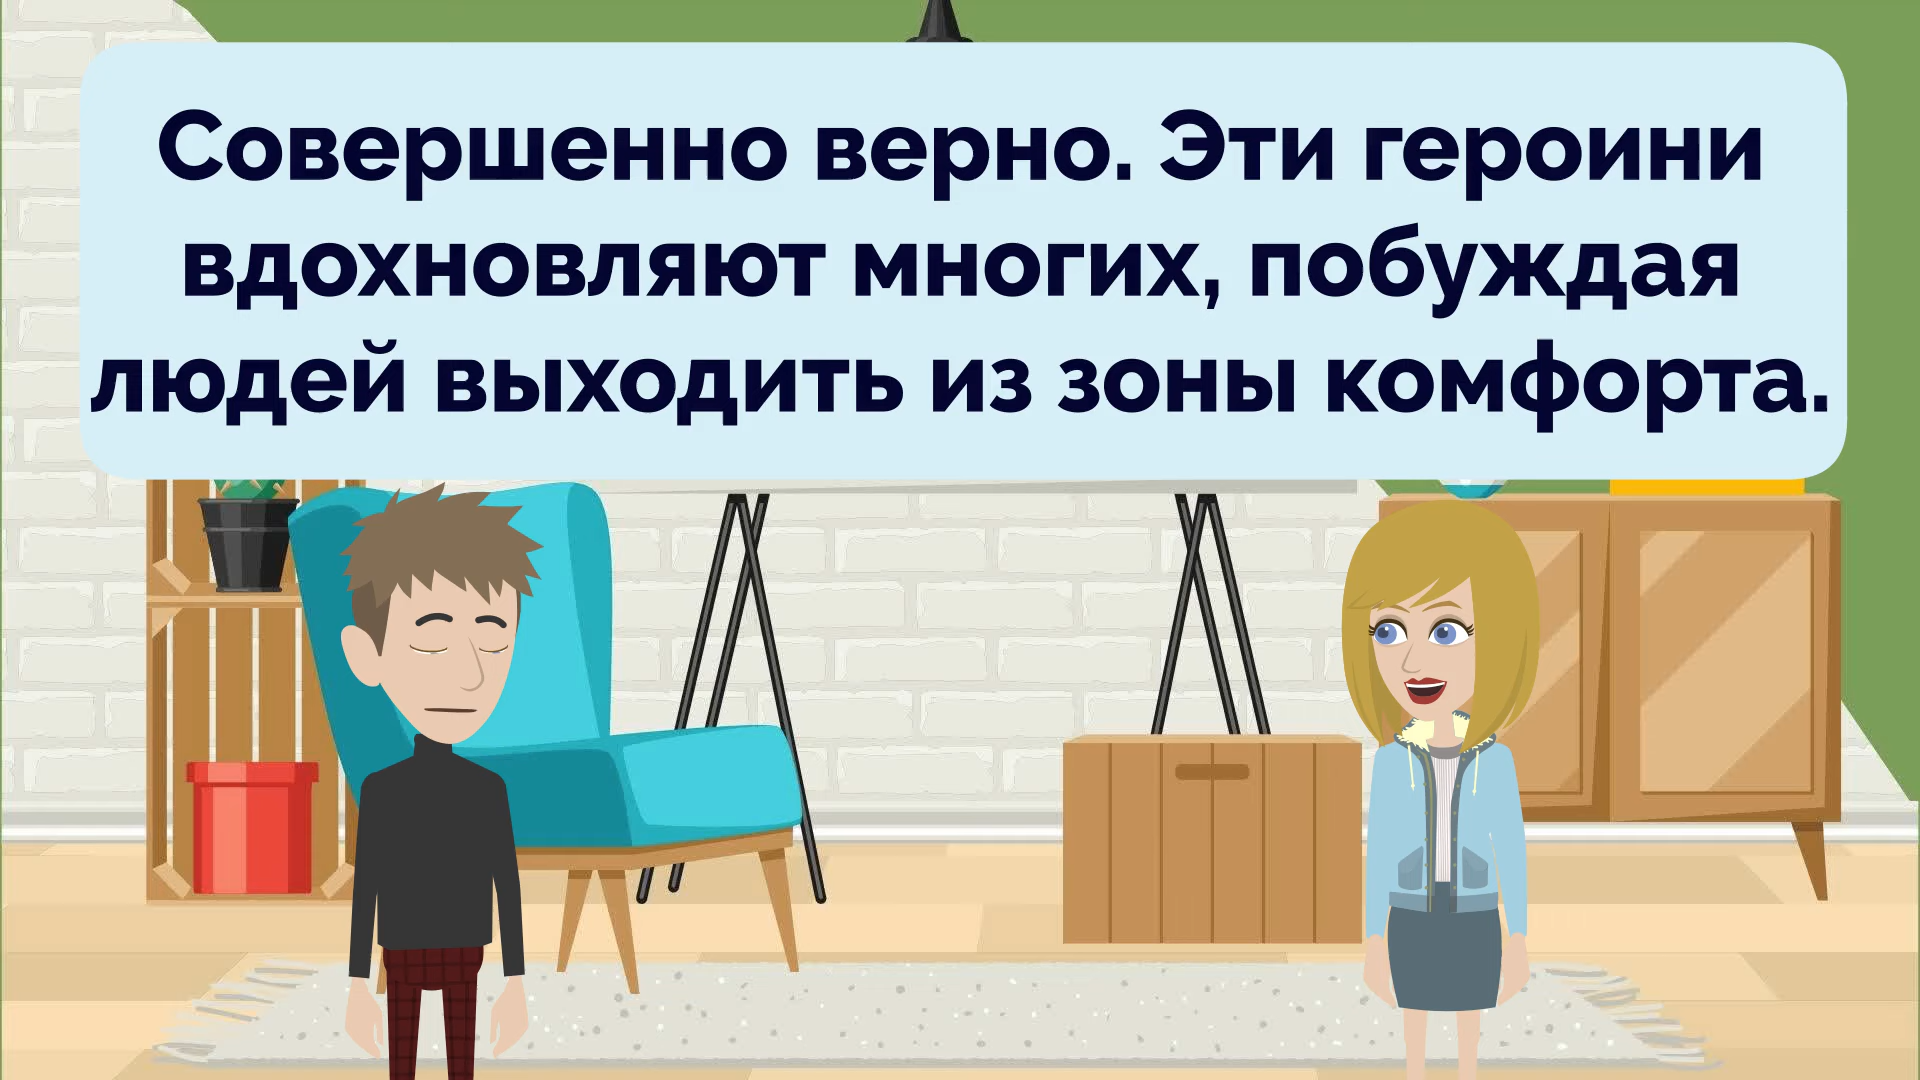 Совершенно верно. Эти героини
вдохновляют многих, побуждая
людей выходить из зоны комфорта.